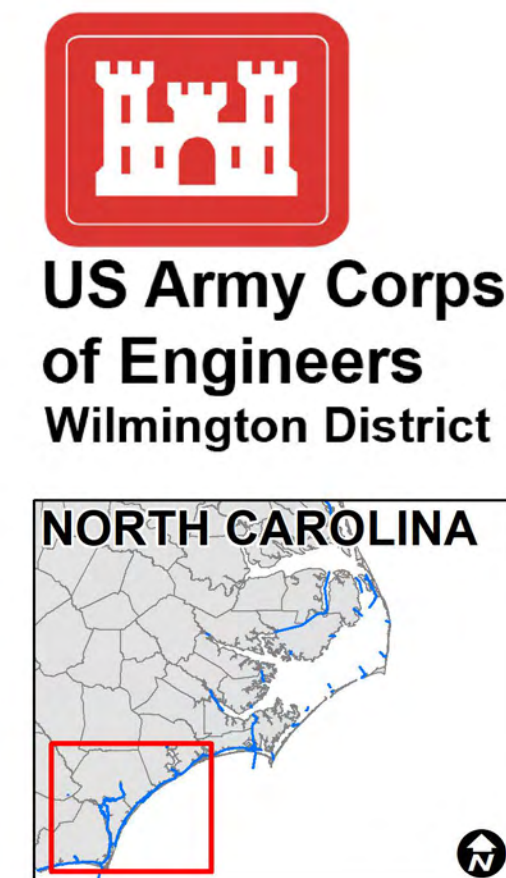 US Army Corps
of Engineers
Wilmington District
NORTH CAROLINA
N